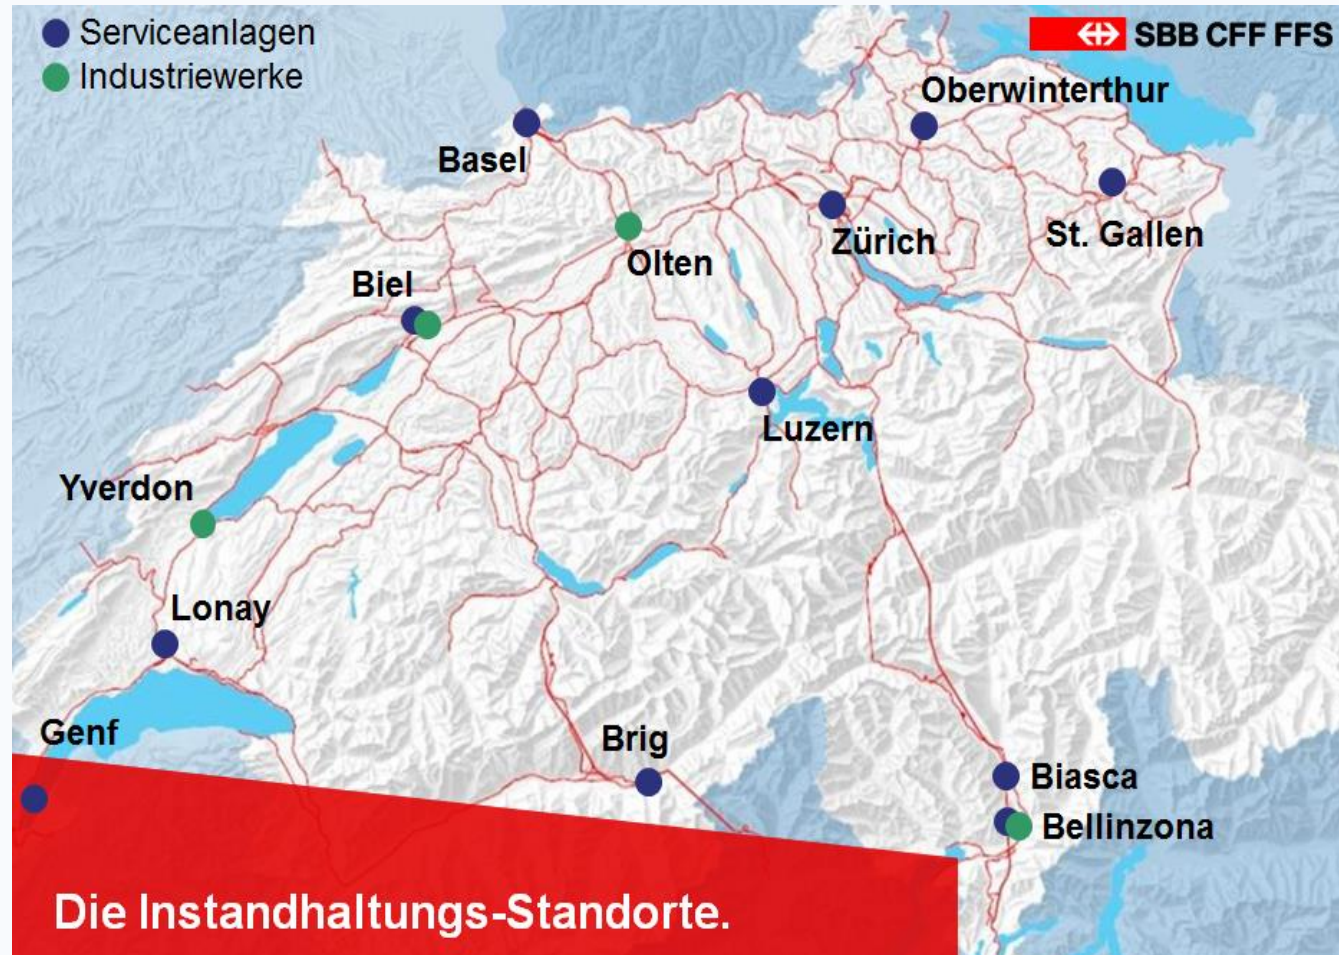 Serviceanlagen
SBB CFF FFS
Industriewerke
Oberwinterthur
Basel
St. Gallen
Zürich
Olten
Biel
Luzern
Yverdon
Lonay
Genf
Brig
Biasca
Bellinzona
Die Instandhaltungs-Standorte.